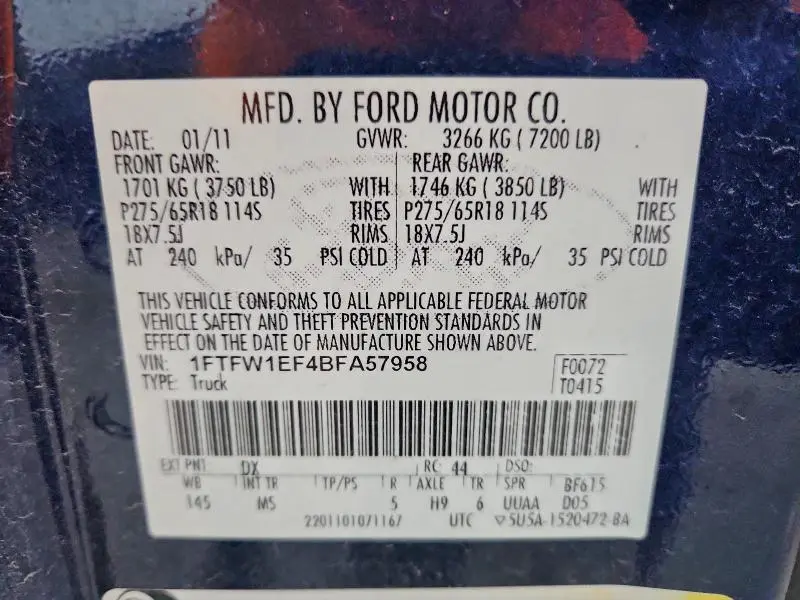 MFD. BY FORD MOTOR CO.
DATE: 01/11 GVWR: 3266 KG ( 7200 LB)
FRONT GAWR: REAR GAWR:
1701 KG ( 3750 LB) WITH 1746 KG ( 3850 LB) WITH
P275/65R18 114S TIRES P275/65R18 114S TIRES
18X7.5J RIMS 18X7.5J RIMS
AT 240 kPa/ 35 PSI COLD AT 240 kPa/ 35 PSI COLD
THIS VEHICLE CONFORMS TO ALL APPLICABLE FEDERAL MOTOR
VEHICLE SAFETY AND THEFT PREVENTION STANDARDS IN
EFFECT ON THE DATE OF MANUFACTURE SHOWN ABOVE.
VIN: 1FTFW1EF4BFA57958 F0072
TYPE: Truck T0415
EXT PNT: DX RC: 44 DSO:
WB INT TR TP/PS R AXLE TR SPR BF615
145 MS 5 H9 6 UUAA D05
2201101071167 UTC ▽5U5A-1520472-BA